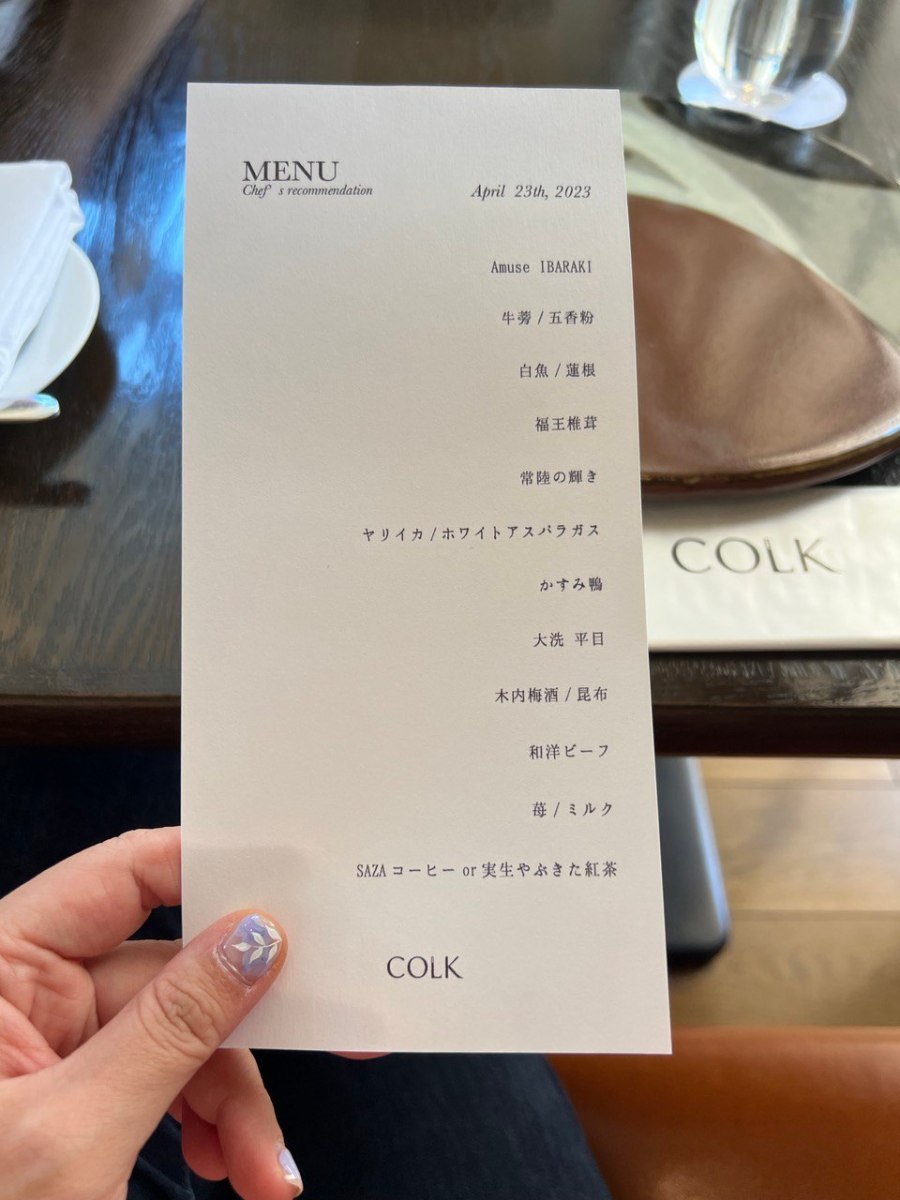 MENU
Chef's recommendation
April 23th, 2023
Amuse IBARAKI
牛蒡/五香粉
白魚/蓮根
福王椎茸
常陸の輝き
ヤリイカ/ホワイトアスパラガス
かすみ鴨
大洗 平目
木内梅酒/昆布
和洋ビーフ
苺/ミルク
SAZAコーヒー or 実生やぶきた紅茶
COLK
COLK